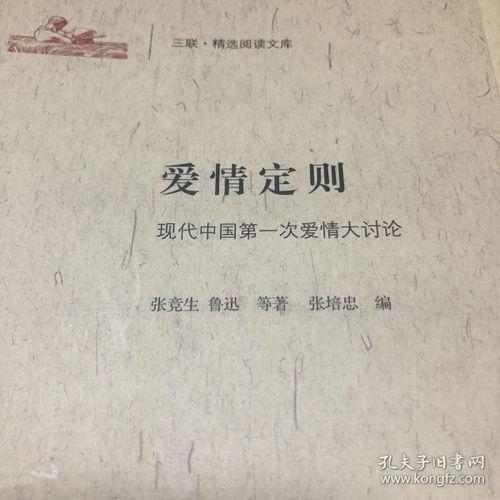 三联·精选阅读文库
爱情定则
现代中国第一次爱情大讨论
张竞生 鲁迅 等著 张培忠 编
孔夫子旧书网
www.kongfz.com